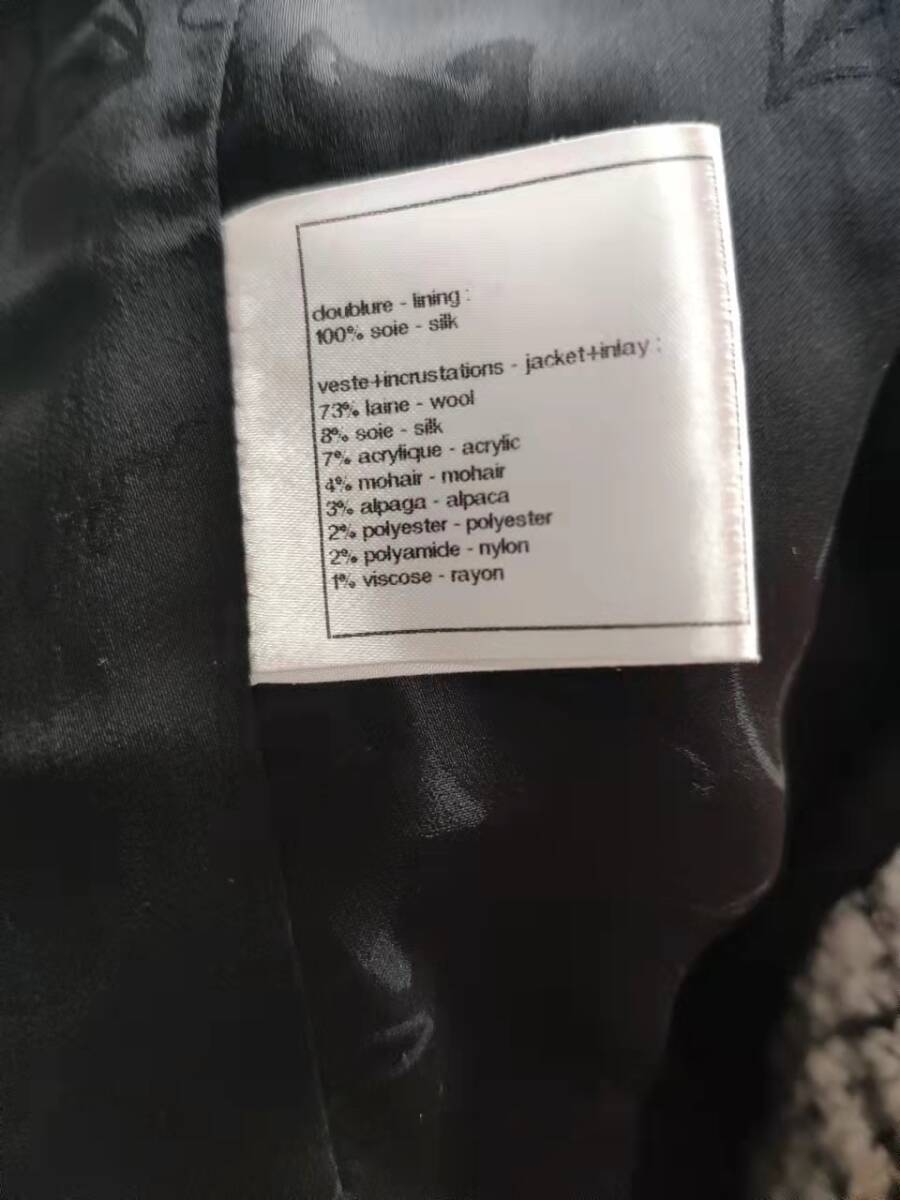 doublure - lining :
100% soie - silk
veste+incrustations - jacket+inlay :
73% laine - wool
8% soie - silk
7% acrylique - acrylic
4% mohair - mohair
3% alpaga - alpaca
2% polyester - polyester
2% polyamide - nylon
1% viscose - rayon